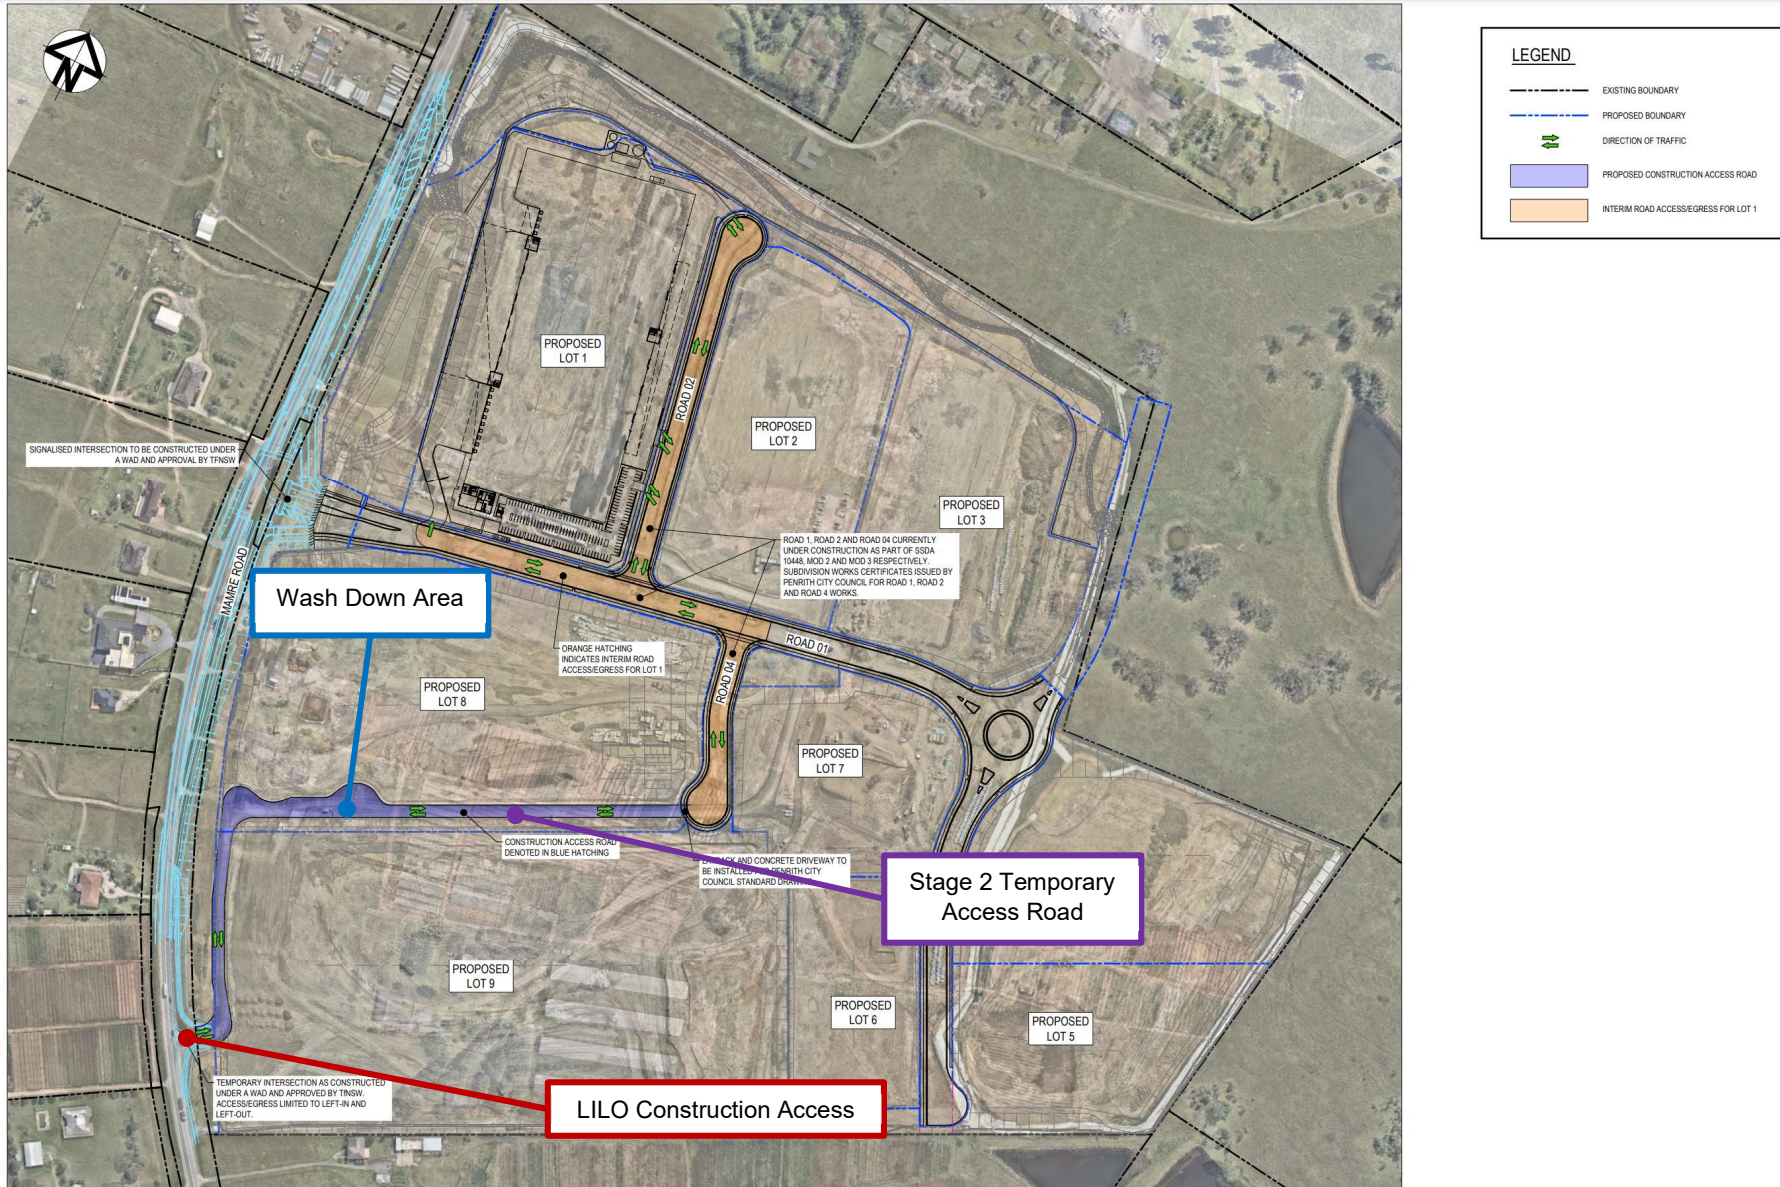 N
LEGEND
EXISTING BOUNDARY
PROPOSED BOUNDARY
DIRECTION OF TRAFFIC
PROPOSED CONSTRUCTION ACCESS ROAD
INTERIM ROAD ACCESS/EGRESS FOR LOT 1
PROPOSED
LOT 1
ROAD 02
PROPOSED
LOT 2
SIGNALISED INTERSECTION TO BE CONSTRUCTED UNDER
A WAD AND APPROVAL BY TFNSW
PROPOSED
LOT 3
ROAD 1, ROAD 2 AND ROAD 04 CURRENTLY
UNDER CONSTRUCTION AS PART OF SSDA
10448, MOD 2 AND MOD 3 RESPECTIVELY.
SUBDIVISION WORKS CERTIFICATES ISSUED BY
PENRITH CITY COUNCIL FOR ROAD 1, ROAD 2
AND ROAD 4 WORKS.
MAMRE ROAD
Wash Down Area
ORANGE HATCHING
INDICATES INTERIM ROAD
ACCESS/EGRESS FOR LOT 1
ROAD 01
ROAD 04
PROPOSED
LOT 8
PROPOSED
LOT 7
CONSTRUCTION ACCESS ROAD
DENOTED IN BLUE HATCHING
AND CONCRETE DRIVEWAY TO
BE INSTALLED PENRITH CITY
COUNCIL STANDARD
Stage 2 Temporary
Access Road
PROPOSED
LOT 9
PROPOSED
LOT 6
PROPOSED
LOT 5
TEMPORARY INTERSECTION AS CONSTRUCTED
UNDER A WAD AND APPROVED BY TfNSW.
ACCESS/EGRESS LIMITED TO LEFT-IN AND
LEFT-OUT.
LILO Construction Access